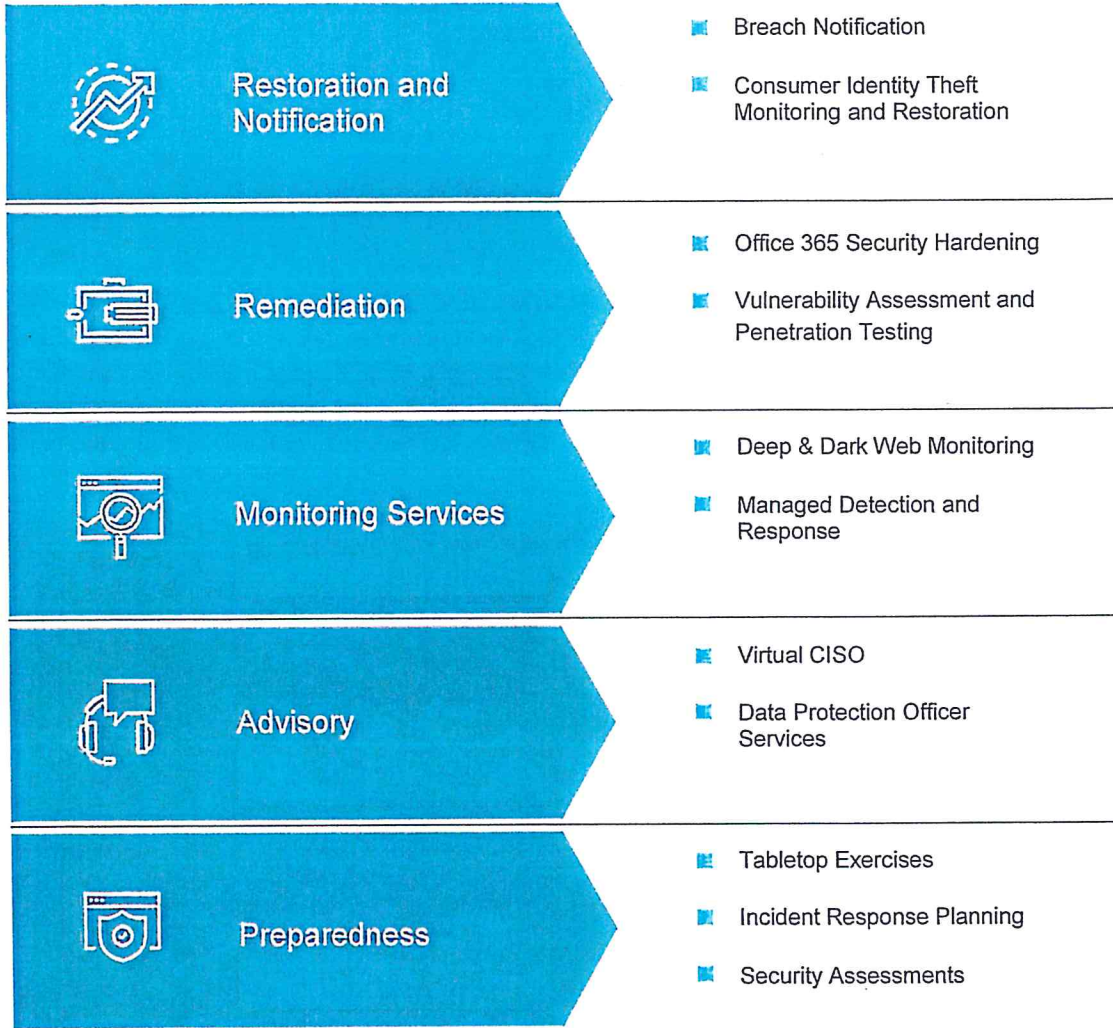 Restoration and
Notification
Breach Notification
Consumer Identity Theft
Monitoring and Restoration
Remediation
Office 365 Security Hardening
Vulnerability Assessment and
Penetration Testing
Monitoring Services
Deep & Dark Web Monitoring
Managed Detection and
Response
Advisory
Virtual CISO
Data Protection Officer
Services
Preparedness
Tabletop Exercises
Incident Response Planning
Security Assessments